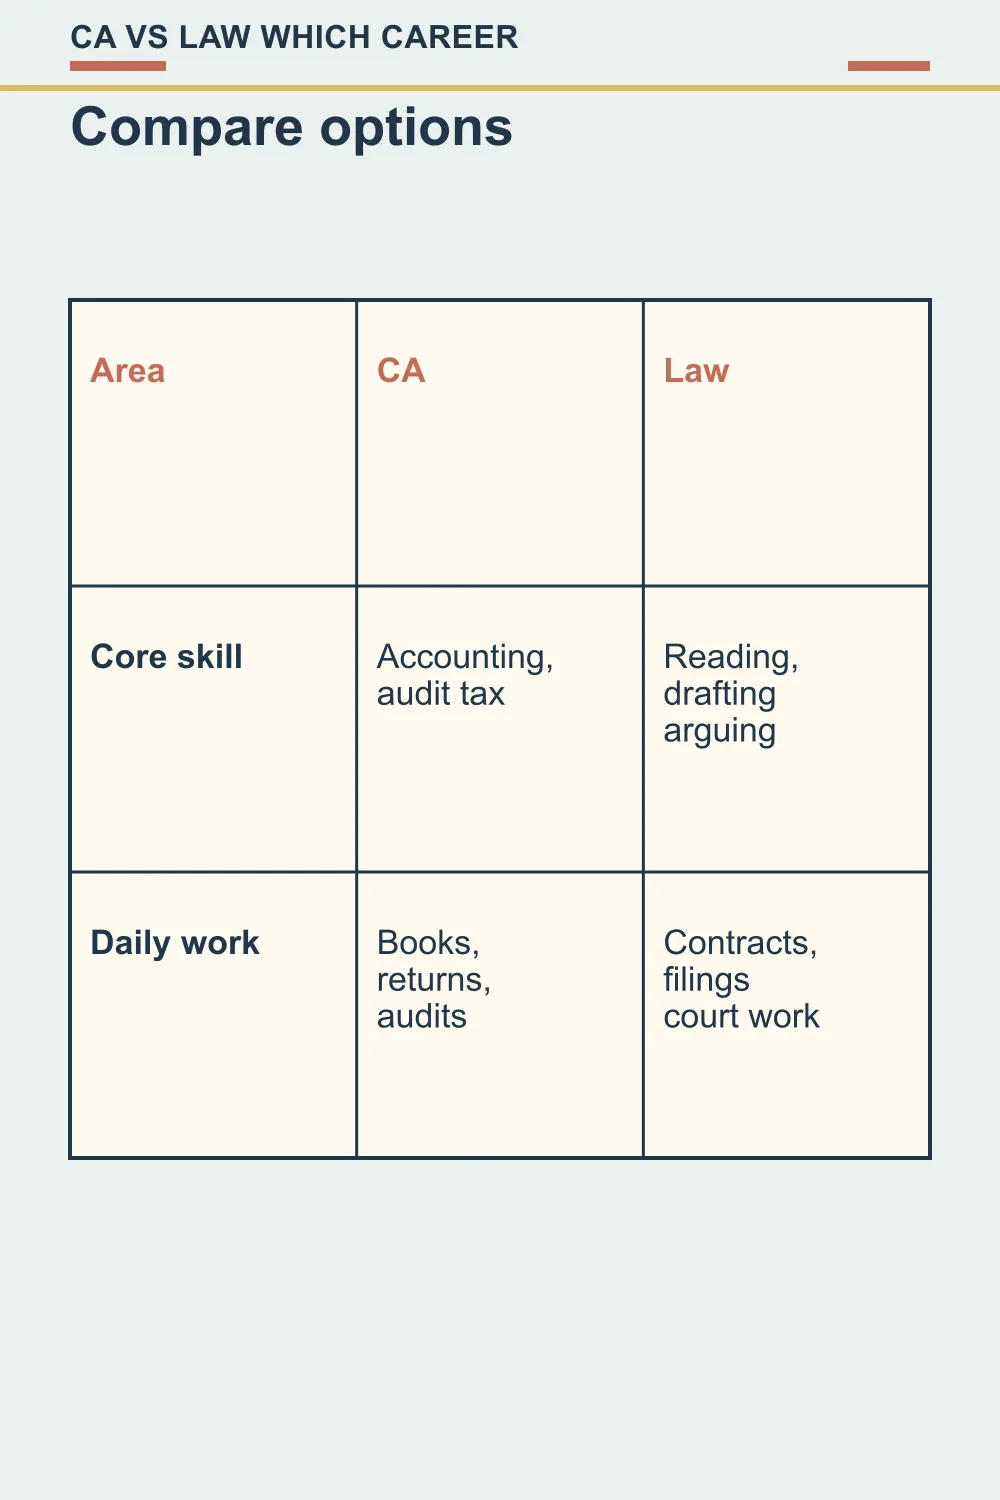 CA VS LAW WHICH CAREER
Compare options
Area
CA
Law
Core skill
Accounting,
audit tax
Reading,
drafting
arguing
Daily work
Books,
returns,
audits
Contracts,
filings
court work